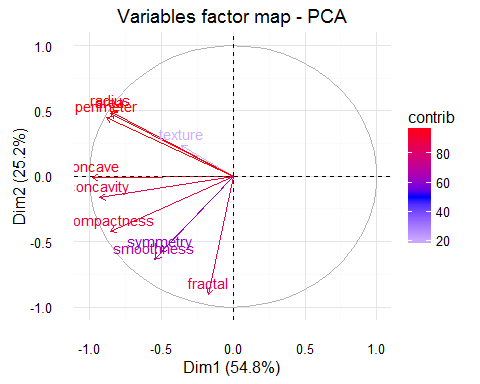 Variables factor map - PCA
1.0
0.5
0.0
-0.5
-1.0
Dim2 (25.2%)
radius
perimeter
texture
oncave
oncavity
ompactness
symmetry
smoothness
fractal
-1.0 -0.5 0.0 0.5 1.0
Dim1 (54.8%)
contrib
80
60
40
20